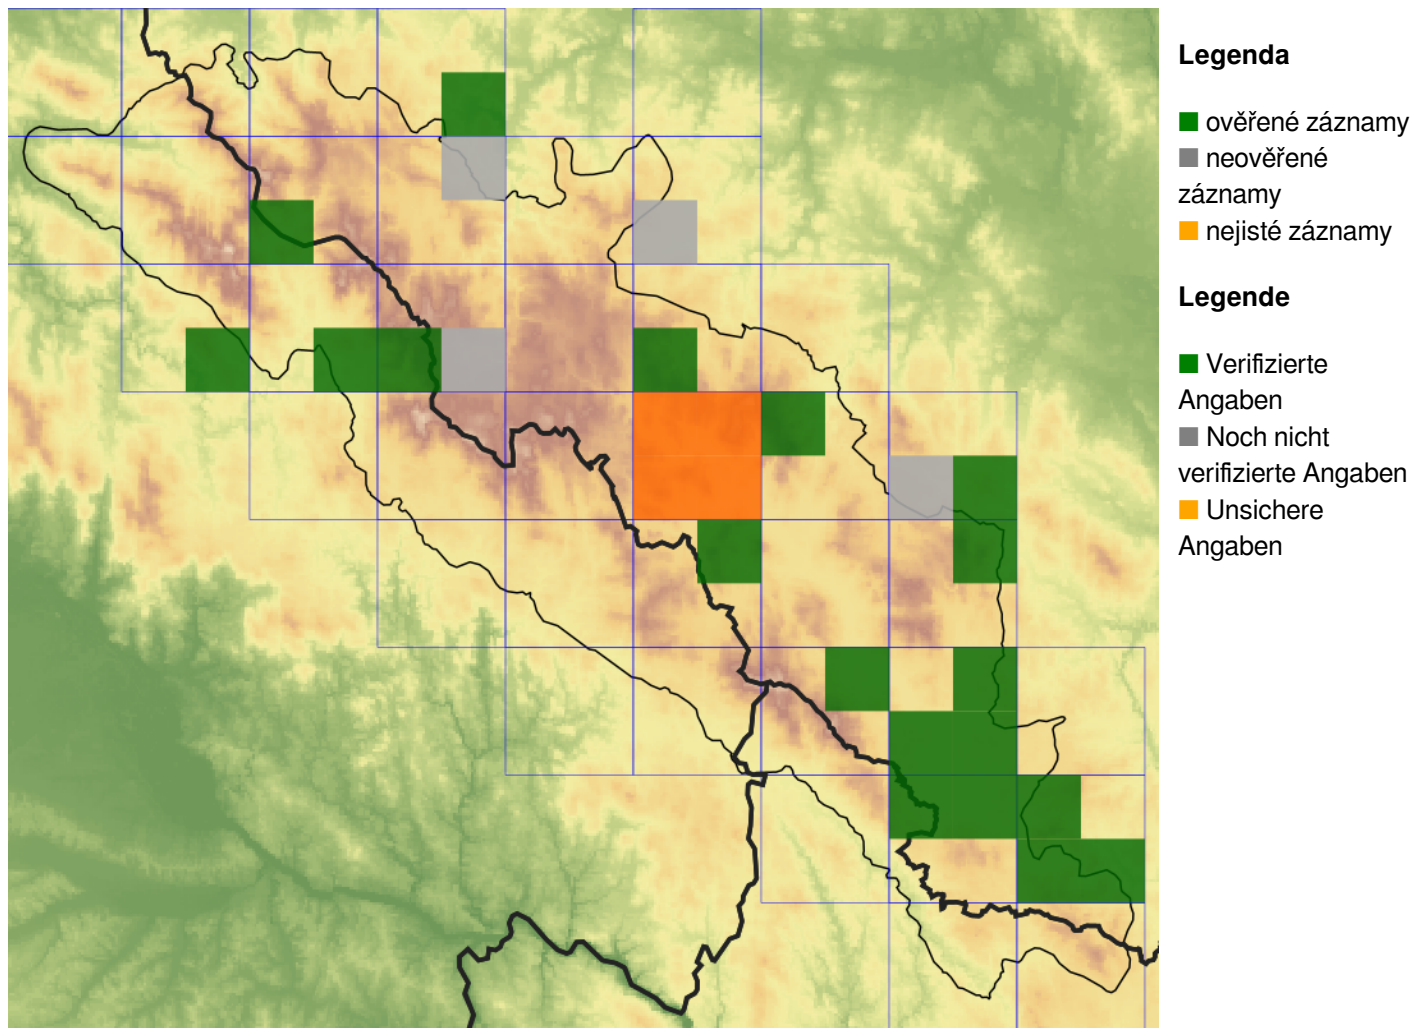 Legenda
ověřené záznamy
neověřené
záznamy
nejisté záznamy
Legende
Verifizierte
Angaben
Noch nicht
verifizierte Angaben
Unsichere
Angaben